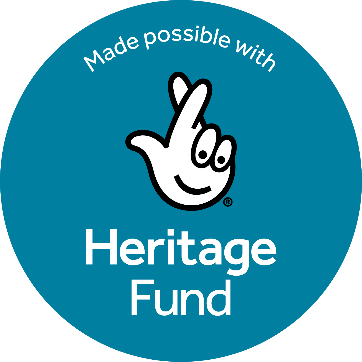 Made possible with
®
Heritage
Fund